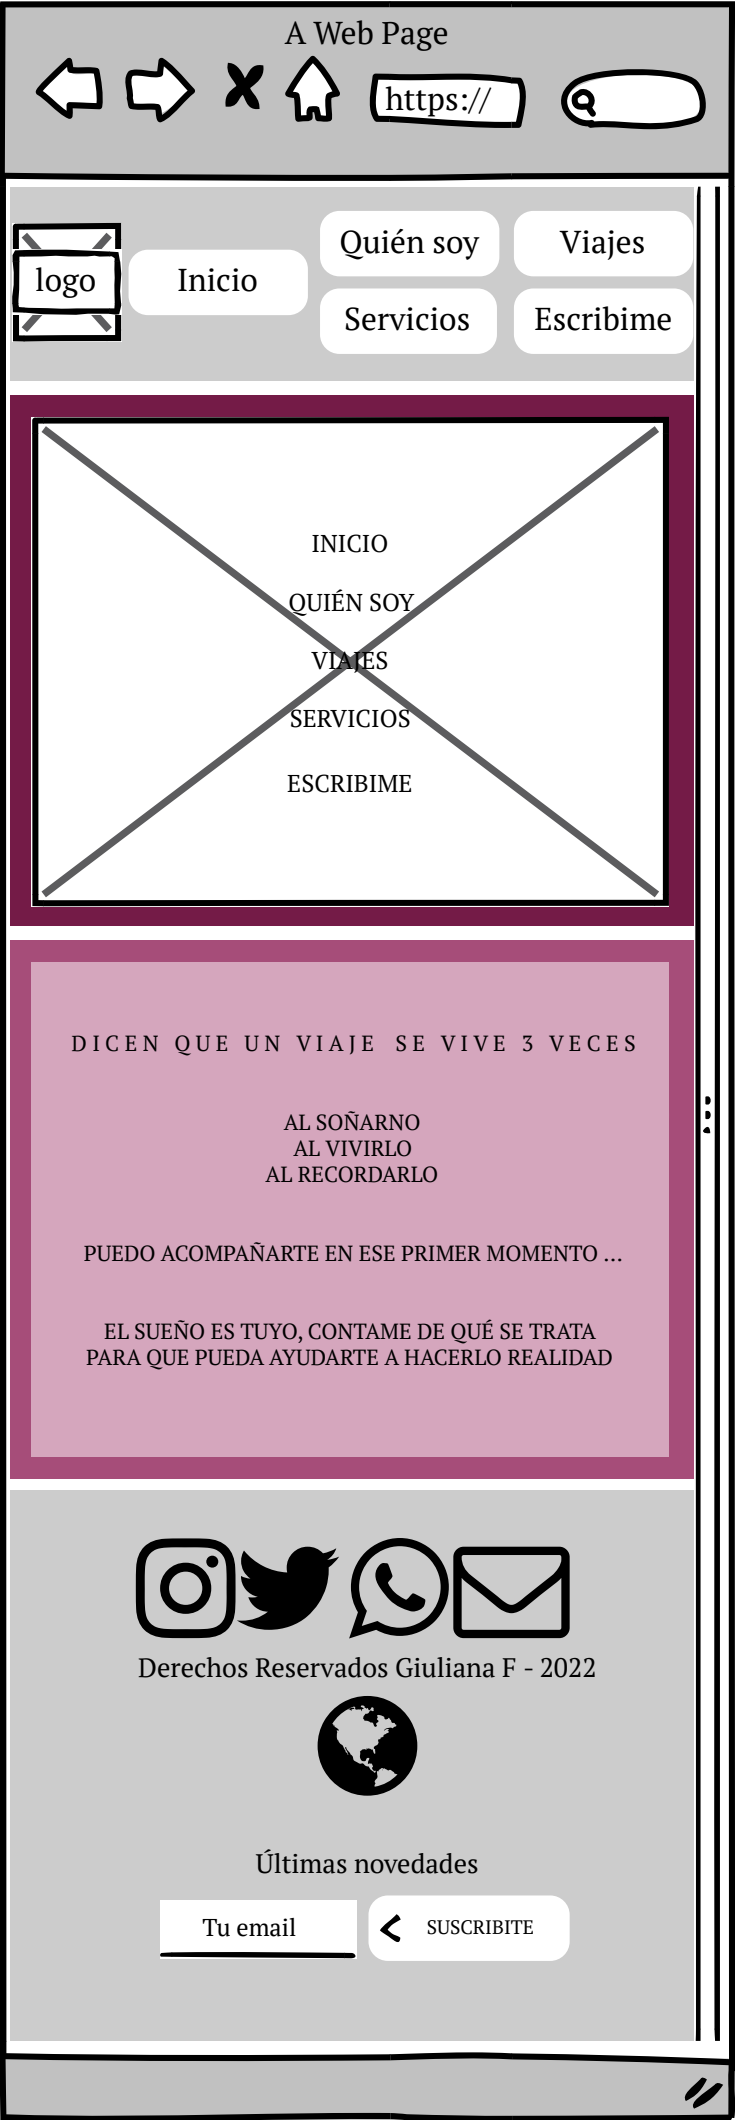 A Web Page
https://
logo
Inicio
Quién soy
Viajes
Servicios
Escribime
INICIO
QUIÉN SOY
VIAJES
SERVICIOS
ESCRIBIME
DICEN QUE UN VIAJE SE VIVE 3 VECES
AL SOÑARNO
AL VIVIRLO
AL RECORDARLO
PUEDO ACOMPAÑARTE EN ESE PRIMER MOMENTO ...
EL SUEÑO ES TUYO, CONTAME DE QUÉ SE TRATA
PARA QUE PUEDA AYUDARTE A HACERLO REALIDAD
Derechos Reservados Giuliana F - 2022
Últimas novedades
Tu email
SUSCRIBITE